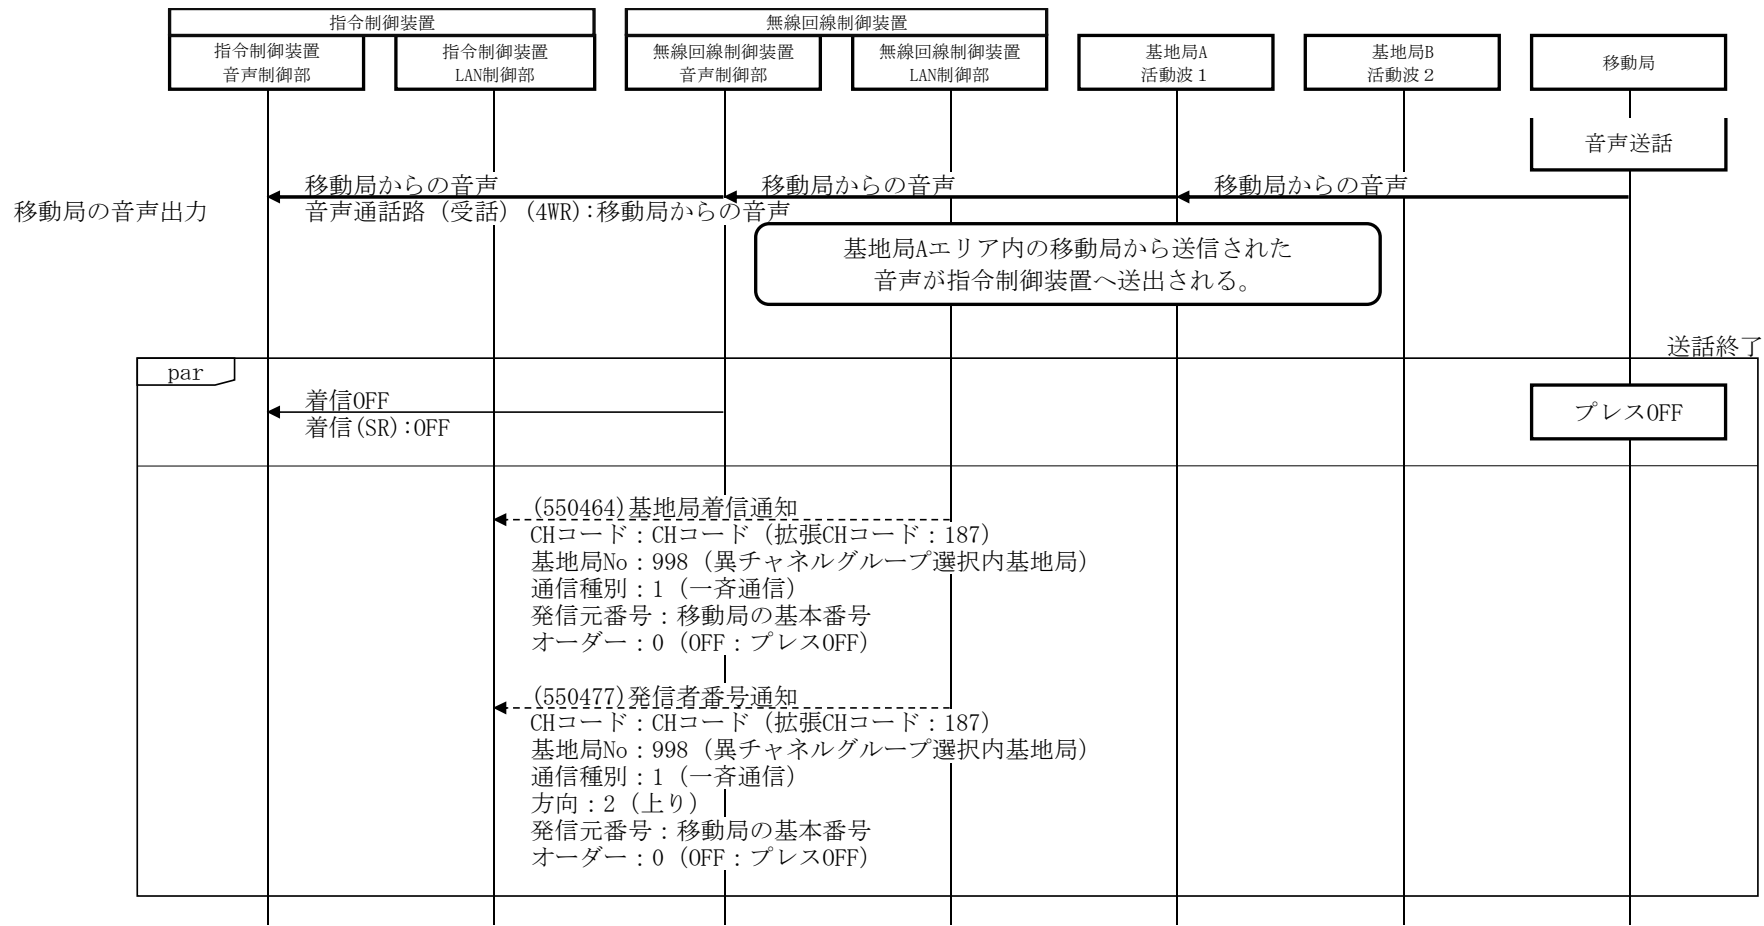 指令制御装置
無線回線制御装置
指令制御装置
音声制御部
指令制御装置
LAN制御部
無線回線制御装置
音声制御部
無線回線制御装置
LAN制御部
基地局A
活動波1
基地局B
活動波2
移動局
音声送話
移動局からの音声
移動局からの音声
移動局からの音声
移動局の音声出力
音声通話路(受話)(4WR):移動局からの音声
基地局Aエリア内の移動局から送信された
音声が指令制御装置へ送出される。
送話終了
par
着信OFF
着信(SR):OFF
プレスOFF
(550464)基地局着信通知
CHコード:CHコード(拡張CHコード:187)
基地局No:998(異チャネルグループ選択内基地局)
通信種別:1(一斉通信)
発信元番号:移動局の基本番号
オーダー:0(OFF:プレスOFF)
(550477)発信者番号通知
CHコード:CHコード(拡張CHコード:187)
基地局No:998(異チャネルグループ選択内基地局)
通信種別:1(一斉通信)
方向:2(上り)
発信元番号:移動局の基本番号
オーダー:0(OFF:プレスOFF)